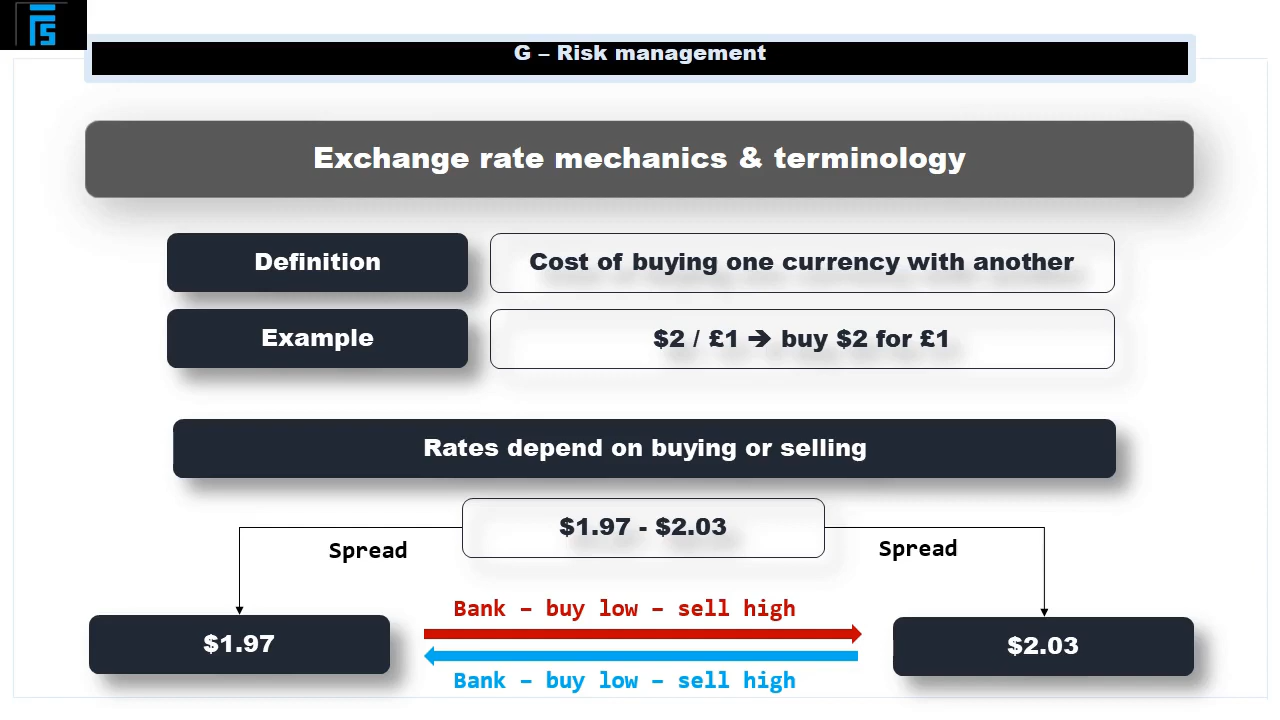 FTS
G – Risk management
Exchange rate mechanics & terminology
Definition
Cost of buying one currency with another
Example
$2 / £1 ➔ buy $2 for £1
Rates depend on buying or selling
$1.97 - $2.03
Spread
Spread
Bank – buy low – sell high
$1.97
$2.03
Bank – buy low – sell high